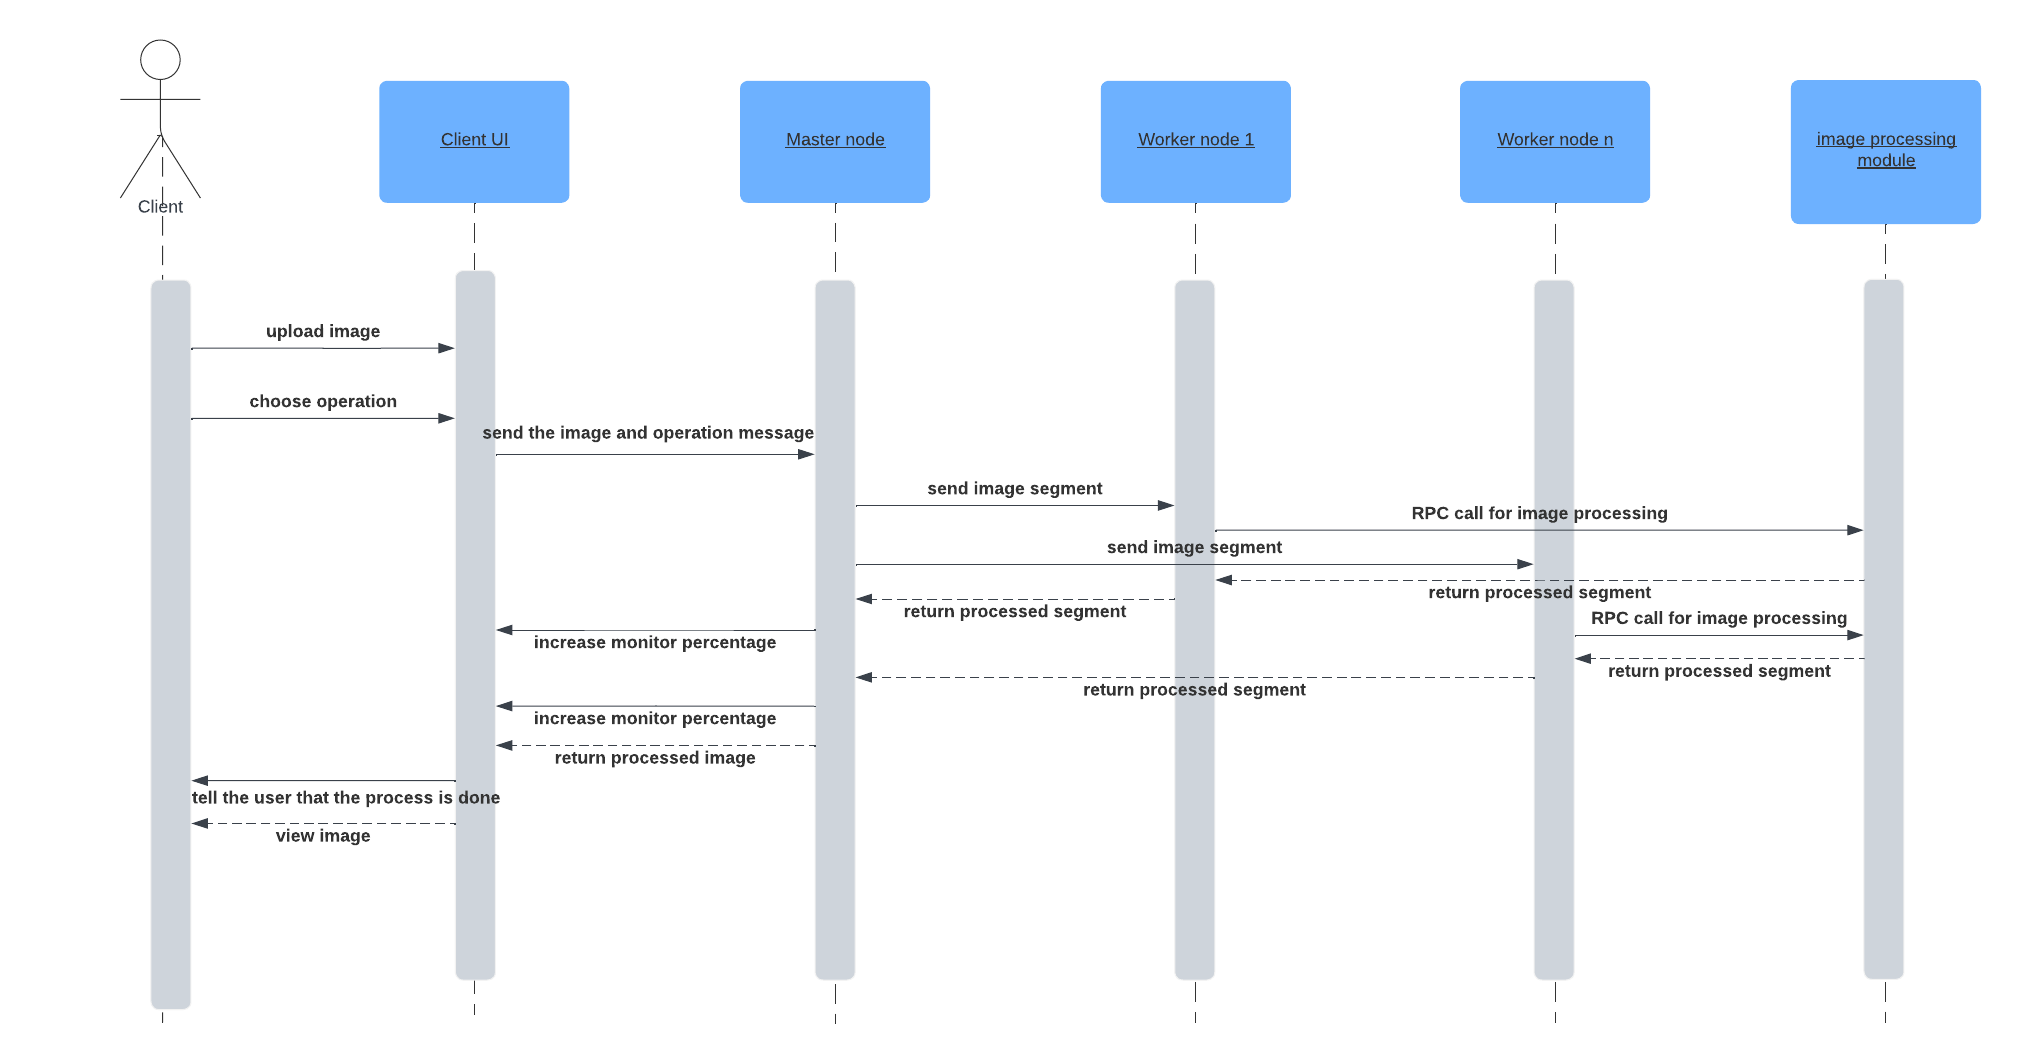 Client
Client UI
Master node
Worker node 1
Worker node n
image processing
module
upload image
choose operation
send the image and operation message
send image segment
RPC call for image processing
send image segment
return processed segment
return processed segment
RPC call for image processing
increase monitor percentage
return processed segment
return processed segment
increase monitor percentage
return processed image
tell the user that the process is done
view image